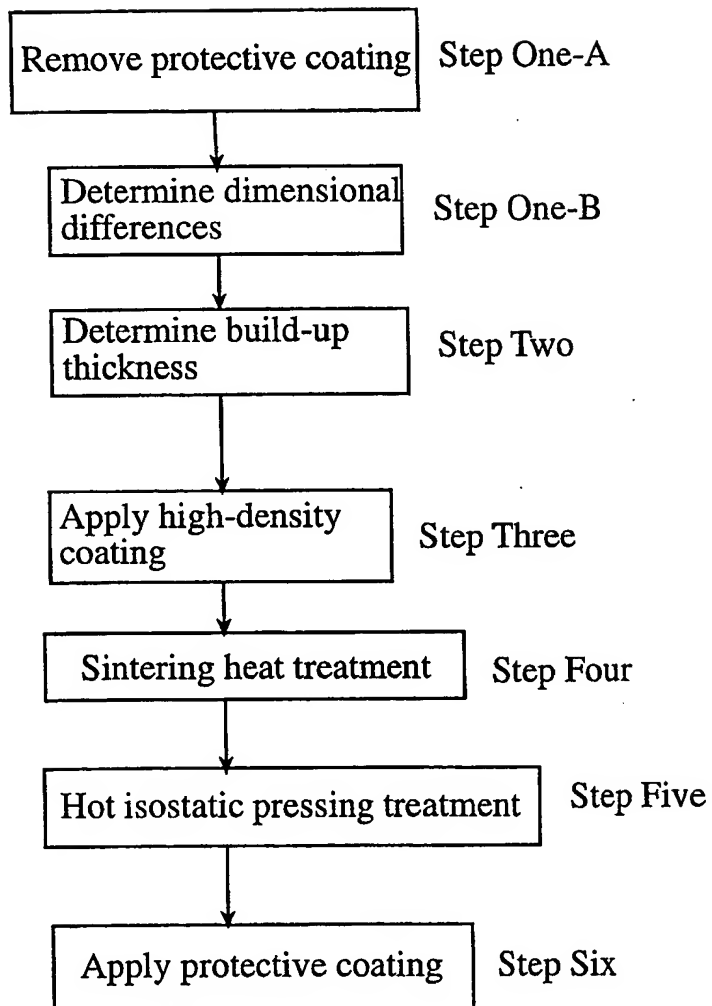 Remove protective coating Step One-A
Determine dimensional
differences
Step One-B
Determine build-up
thickness
Step Two
Apply high-density
coating
Step Three
Sintering heat treatment Step Four
Hot isostatic pressing treatment Step Five
Apply protective coating Step Six